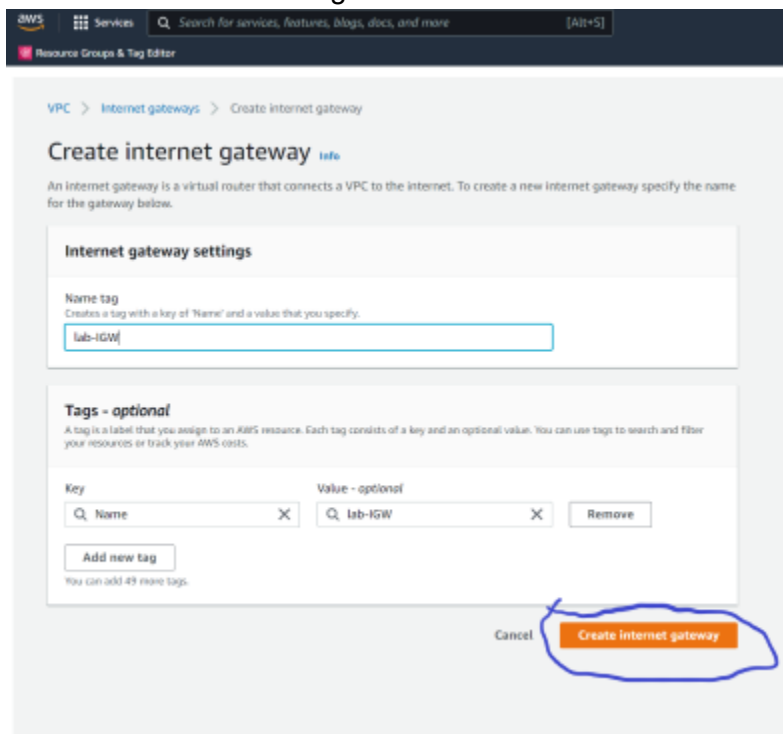 aws Services Search for services, features, blogs, docs, and more [Alt+S]
Resource Groups & Tag Editor
VPC > Internet gateways > Create internet gateway
Create internet gateway Info
An internet gateway is a virtual router that connects a VPC to the internet. To create a new internet gateway specify the name
for the gateway below.
Internet gateway settings
Name tag
Creates a tag with a key of 'Name' and a value that you specify.
lab-IGW
Tags - optional
A tag is a label that you assign to an AWS resource. Each tag consists of a key and an optional value. You can use tags to search and filter
your resources or track your AWS costs.
Key Value - optional
Name lab-IGW Remove
Add new tag
You can add 49 more tags.
Cancel Create internet gateway